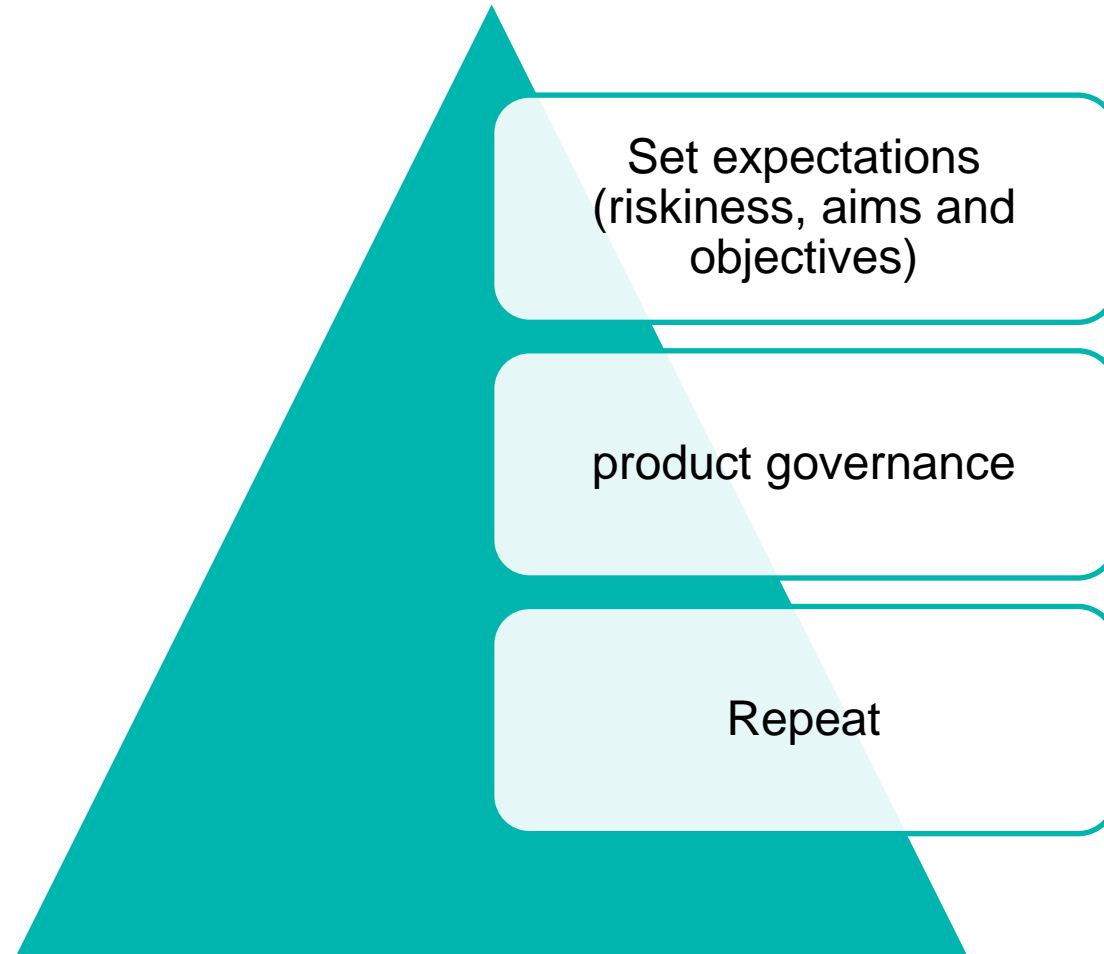 Set expectations
(riskiness, aims and
objectives)
product governance
Repeat